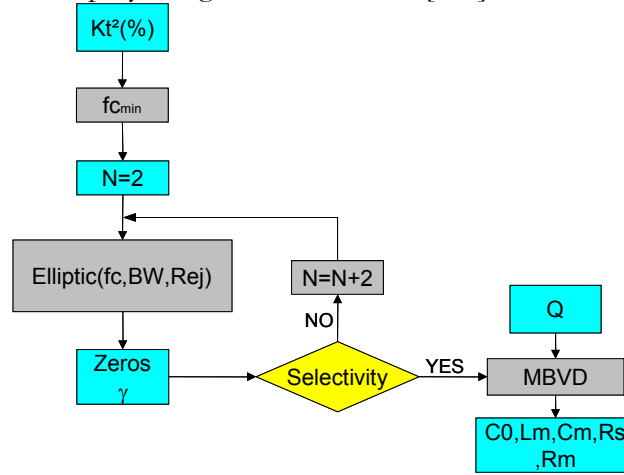 Kt²(%)
fcmin
N=2
Elliptic(fc,BW,Rej)
N=N+2
NO
Zeros
γ
Selectivity
YES
Q
MBVD
C0,Lm,Cm,Rs
,Rm